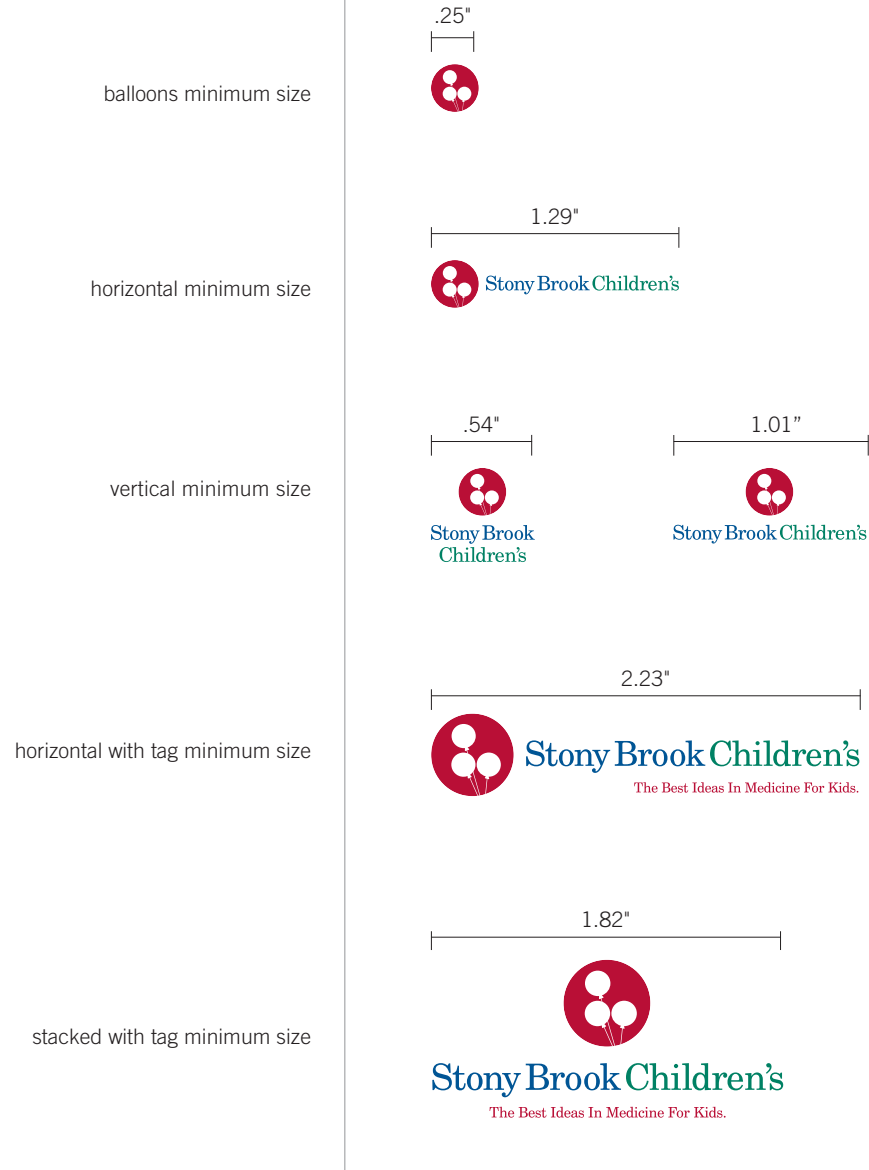 .25"
balloons minimum size
1.29"
horizontal minimum size
Stony Brook Children's
.54"
1.01”
vertical minimum size
Stony Brook
Children's
Stony Brook Children's
2.23"
horizontal with tag minimum size
Stony Brook Children's
The Best Ideas In Medicine For Kids.
1.82"
stacked with tag minimum size
Stony Brook Children's
The Best Ideas In Medicine For Kids.